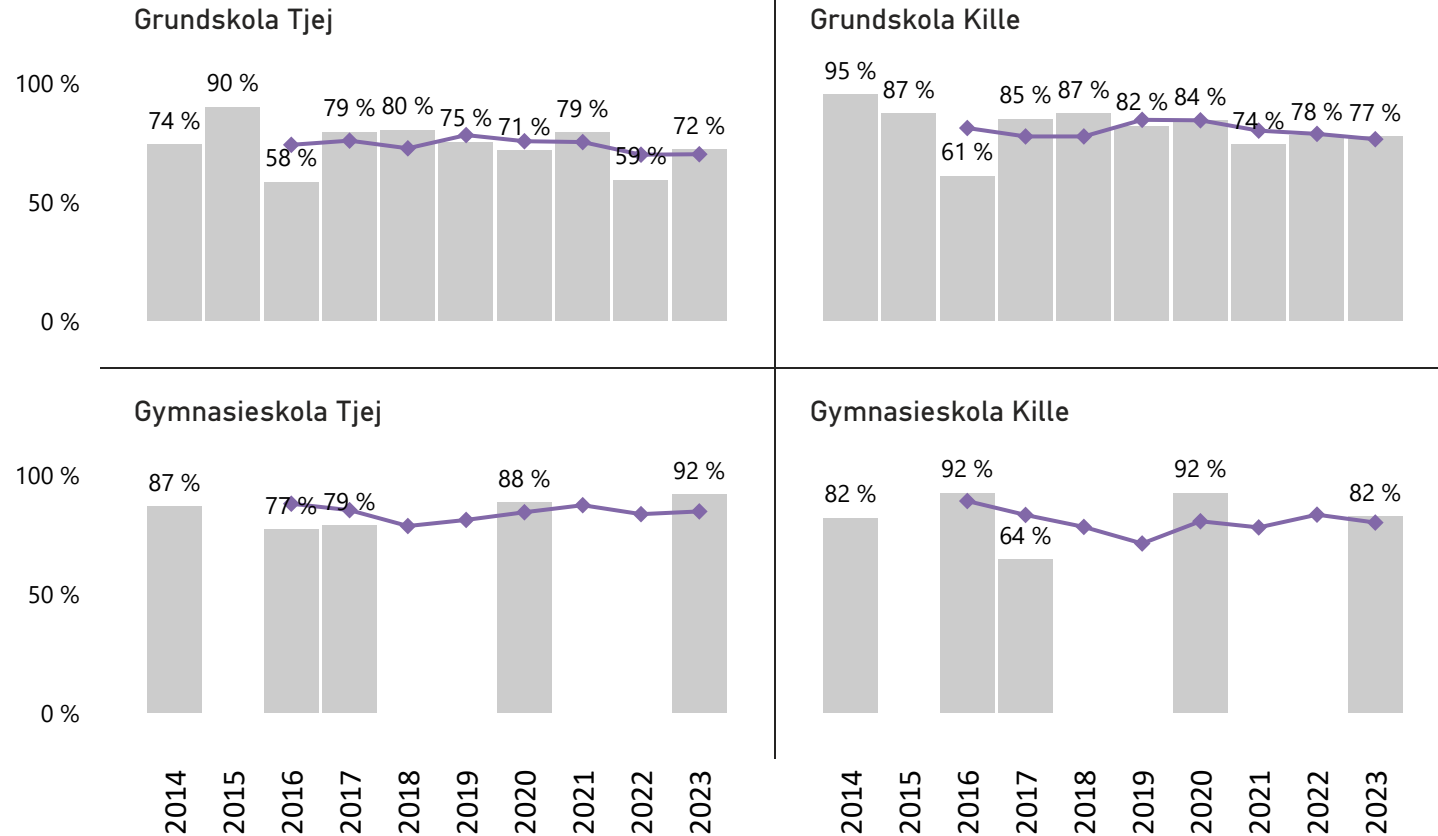 Grundskola Tjej
100 %
50 %
0 %
74 % 90 % 58 % 79 % 80 % 75 % 71 % 79 % 59 % 72 %
Grundskola Kille
95 % 87 % 61 % 85 % 87 % 82 % 84 % 74 % 78 % 77 %
Gymnasieskola Tjej
100 %
50 %
0 %
87 % 77 % 79 % 88 % 92 %
Gymnasieskola Kille
82 % 92 % 64 % 92 % 82 %
2014 2015 2016 2017 2018 2019 2020 2021 2022 2023
2014 2015 2016 2017 2018 2019 2020 2021 2022 2023